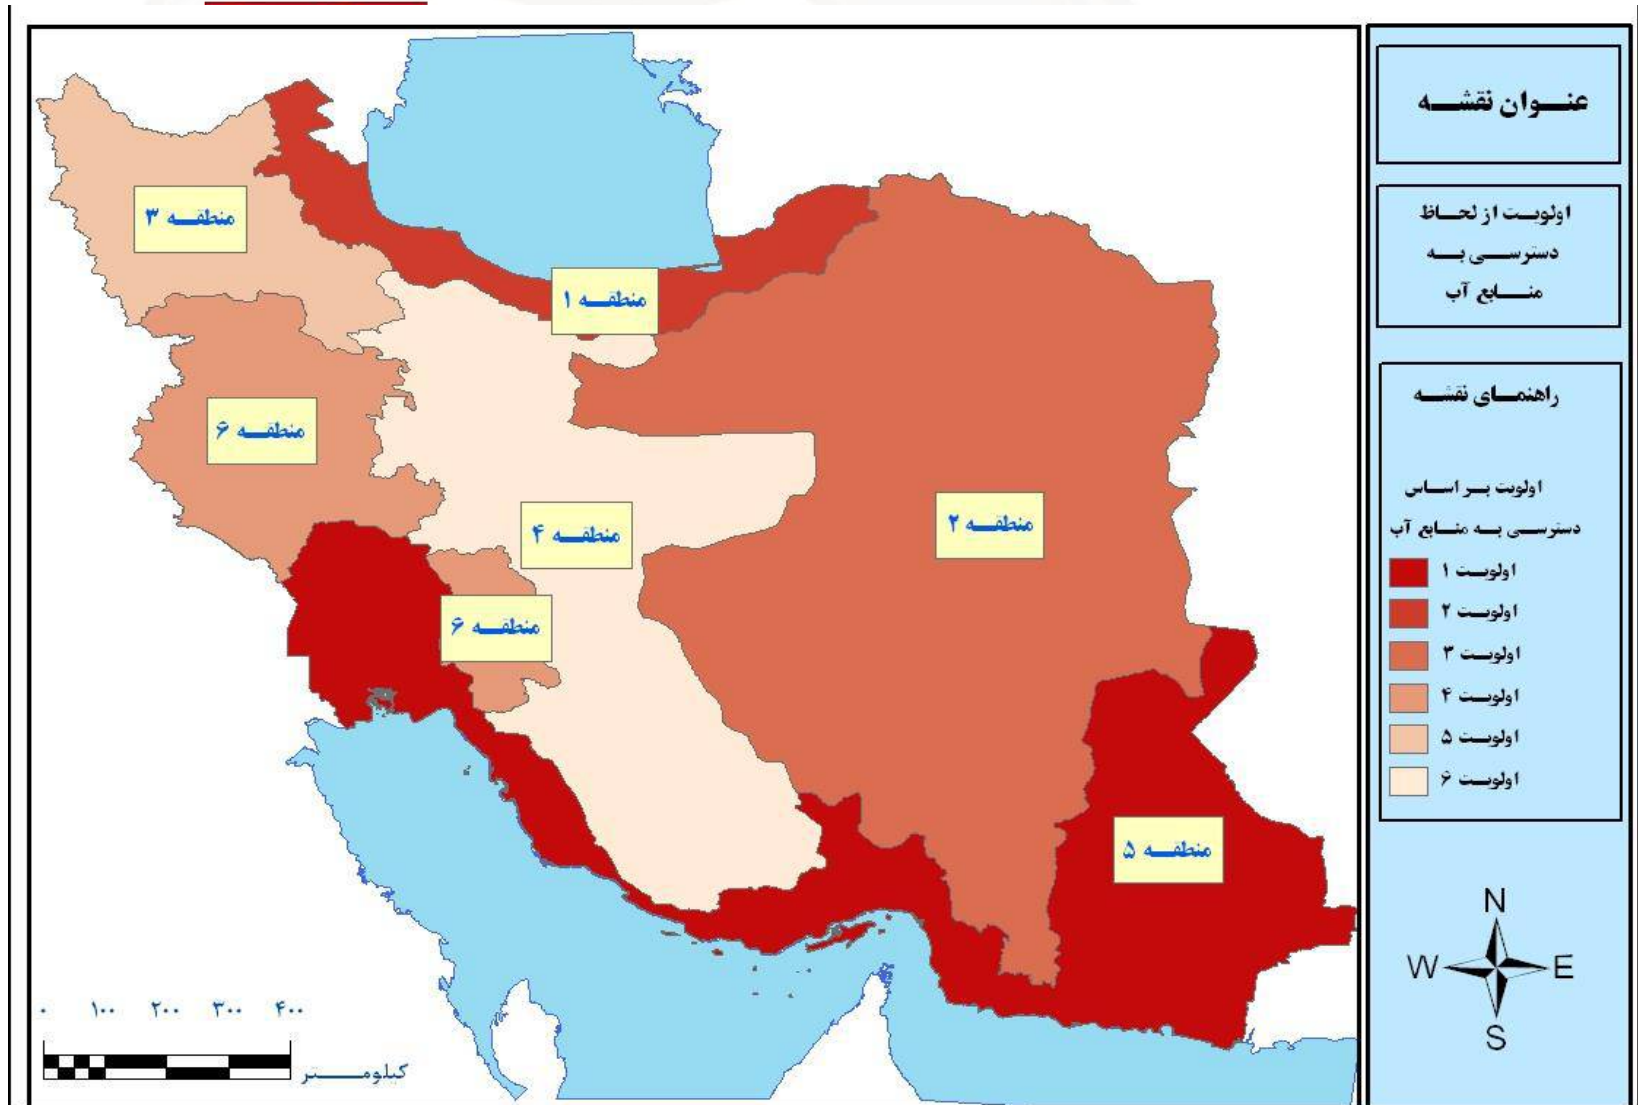 عنوان نقشه
اولویت از لحاظ
دسترسی به
منابع آب
راهنمای نقشه
اولویت بر اساس
دسترسی به منابع آب
اولویت ۱
اولویت ۲
اولویت ۳
اولویت ۴
اولویت ۵
اولویت ۶
N
W E
S
منطقه ۳
منطقه ۱
منطقه ۶
منطقه ۲
منطقه ۴
منطقه ۶
منطقه ۵
۰ ۱۰۰ ۲۰۰ ۳۰۰ ۴۰۰
کیلومتر